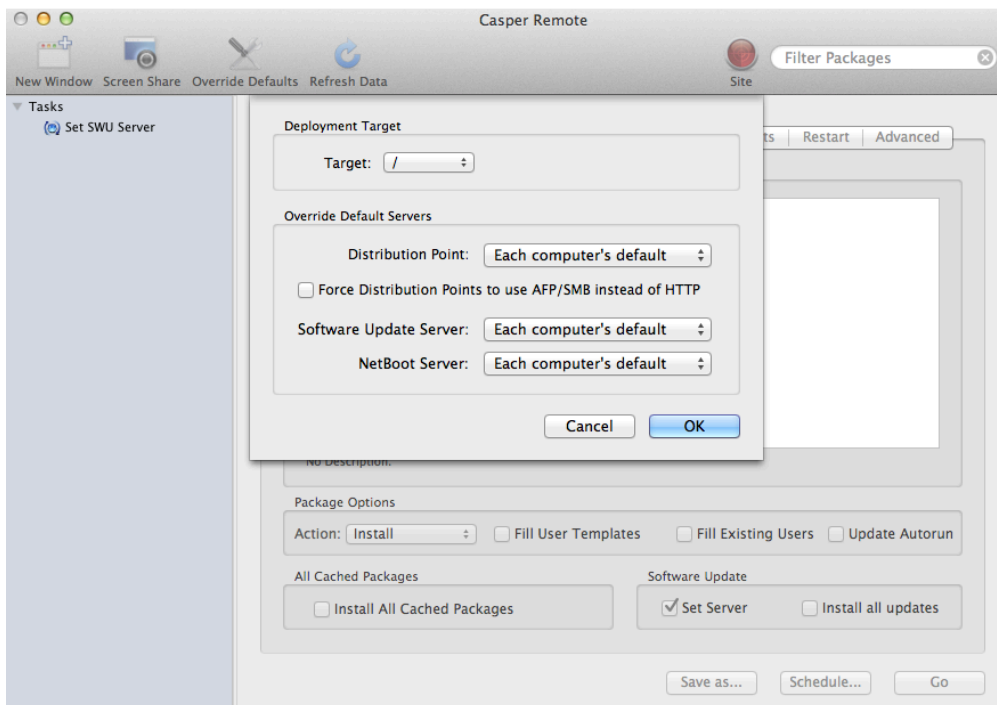 Casper Remote
New Window Screen Share Override Defaults Refresh Data Site Filter Packages
Tasks
Set SWU Server
Deployment Target
Target: /
ts Restart Advanced
Override Default Servers
Distribution Point: Each computer's default
Force Distribution Points to use AFP/SMB instead of HTTP
Software Update Server: Each computer's default
NetBoot Server: Each computer's default
Cancel OK
No Description.
Package Options
Action: Install Fill User Templates Fill Existing Users Update Autorun
All Cached Packages Software Update
Install All Cached Packages Set Server Install all updates
Save as... Schedule... Go